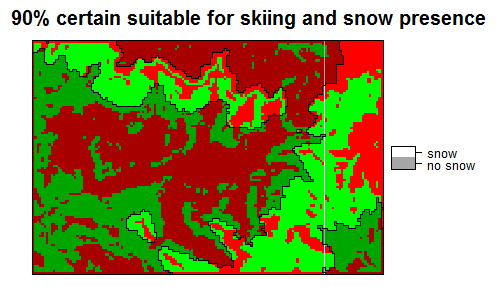 90% certain suitable for skiing and snow presence
snow
no snow